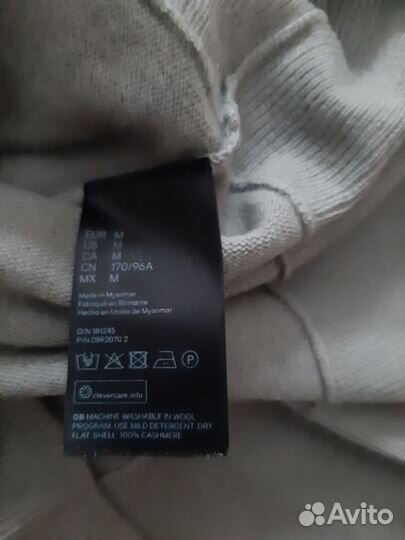 EUR M
US M
CA M
CN 170/96A
MX M
Made in Myanmar
Fabriqué en Birmanie
Hecho en Unión de Myanmar
D/N 181245
P/N 0892070 2
clevercare.info
GB MACHINE WASHABLE IN WOOL
PROGRAM USE MILD DETERGENT DRY
FLAT SHELL 100% CASHMERE
Avito